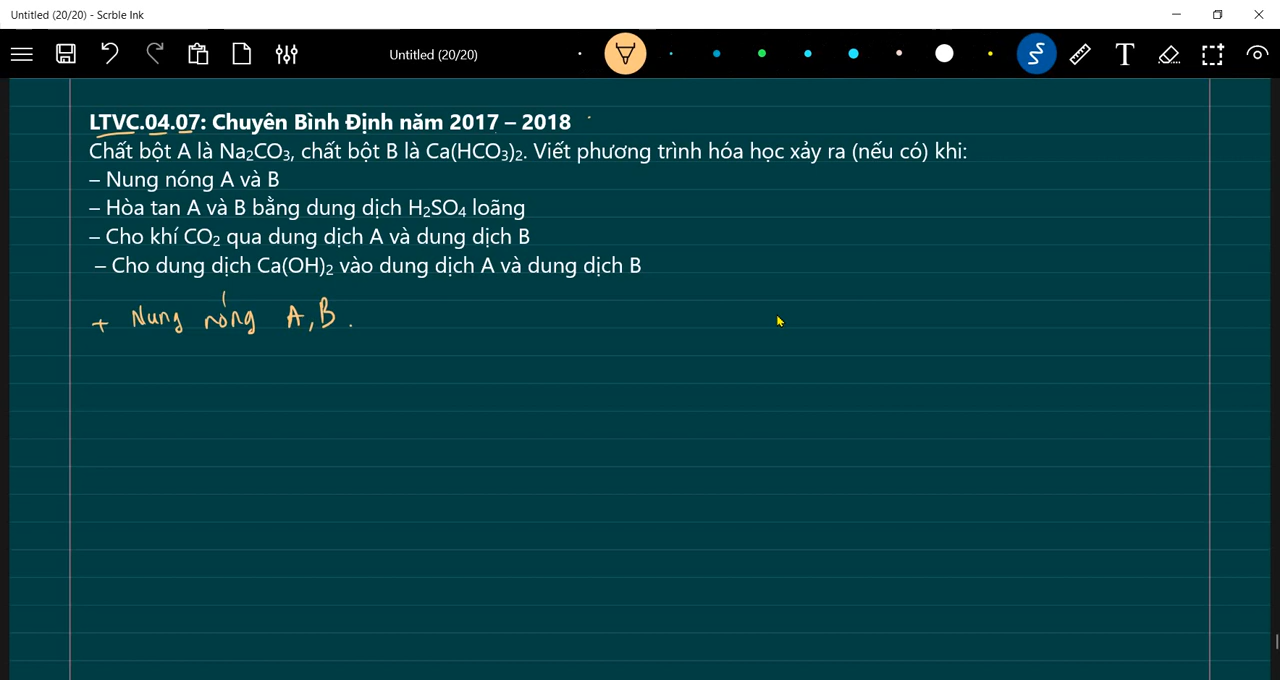 Untitled (20/20) - Scrble Ink
Untitled (20/20)
T
LTVC.04.07: Chuyên Bình Định năm 2017 – 2018
Chất bột A là Na₂CO₃, chất bột B là Ca(HCO₃)₂. Viết phương trình hóa học xảy ra (nếu có) khi:
– Nung nóng A và B
– Hòa tan A và B bằng dung dịch H₂SO₄ loãng
– Cho khí CO₂ qua dung dịch A và dung dịch B
– Cho dung dịch Ca(OH)₂ vào dung dịch A và dung dịch B
+ Nung nóng A, B.